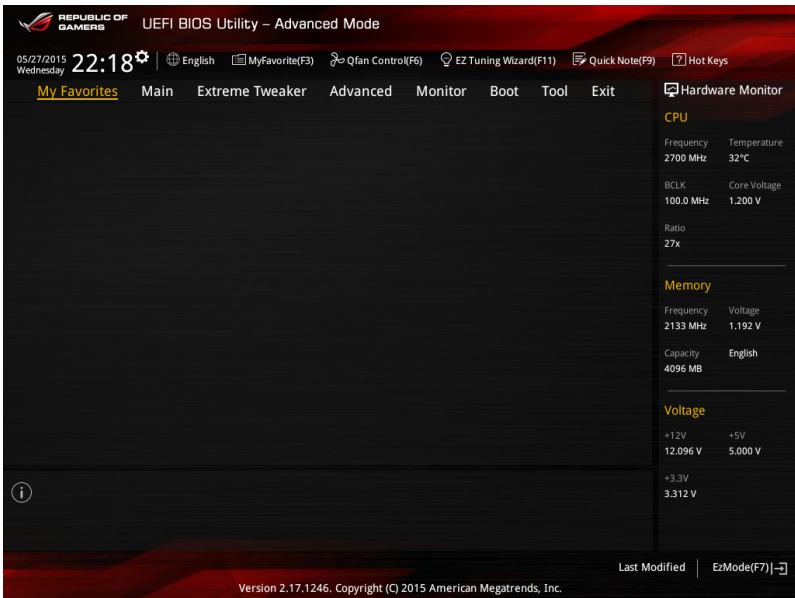 REPUBLIC OF
GAMERS
UEFI BIOS Utility – Advanced Mode
05/27/2015
Wednesday
22:18
English
MyFavorite(F3)
Qfan Control(F6)
EZ Tuning Wizard(F11)
Quick Note(F9)
? Hot Keys
My Favorites Main Extreme Tweaker Advanced Monitor Boot Tool Exit
Hardware Monitor
CPU
Frequency Temperature
2700 MHz 32°C
BCLK Core Voltage
100.0 MHz 1.200 V
Ratio
27x
Memory
Frequency Voltage
2133 MHz 1.192 V
Capacity English
4096 MB
Voltage
+12V +5V
12.096 V 5.000 V
+3.3V
3.312 V
i
Last Modified
EzMode(F7)
Version 2.17.1246. Copyright (C) 2015 American Megatrends, Inc.